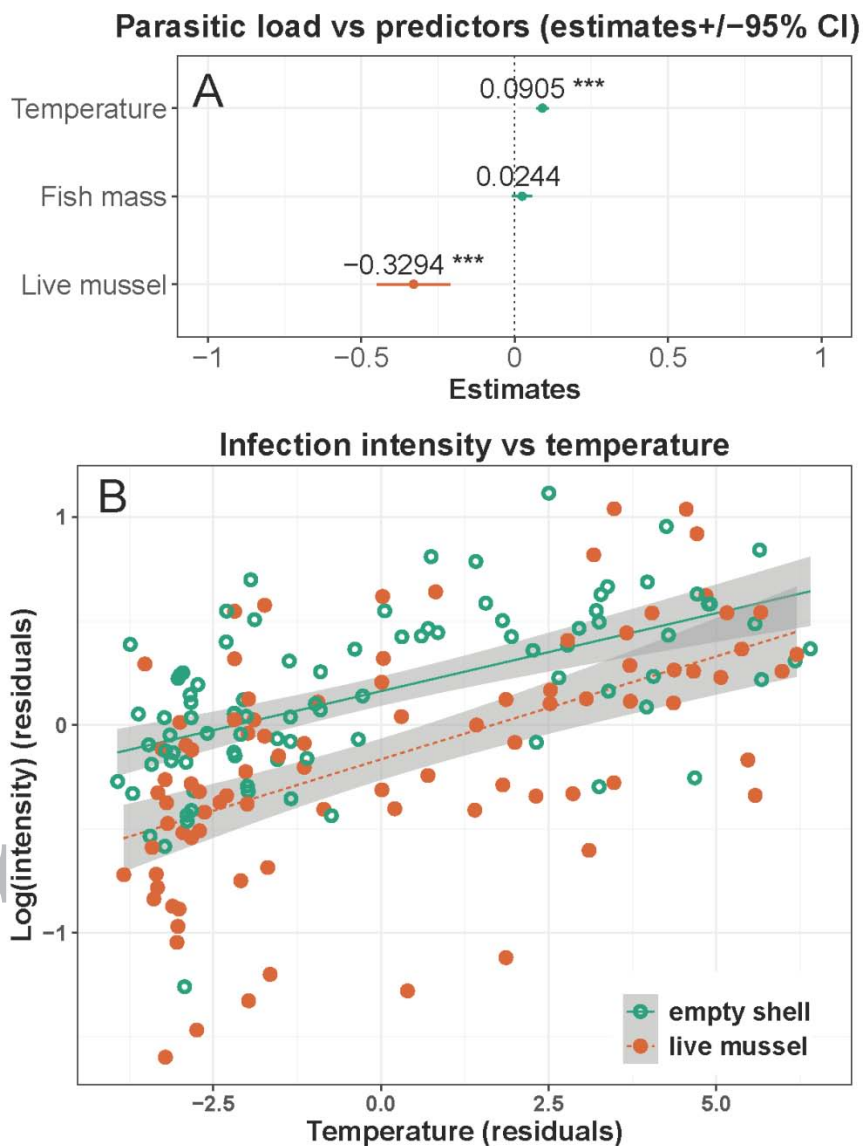 Parasitic load vs predictors (estimates+/−95% CI)
A
0.0905 ***
Temperature
0.0244
Fish mass
−0.3294 ***
Live mussel
−1 −0.5 0 0.5 1
Estimates
Infection intensity vs temperature
B
1
0
−1
Log(intensity) (residuals)
empty shell
live mussel
−2.5 0.0 2.5 5.0
Temperature (residuals)